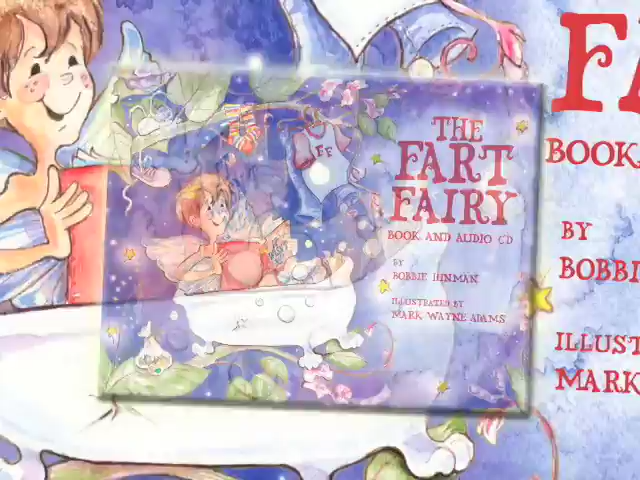 THE
FART
FAIRY
BOOK AND AUDIO CD
BY
BOBBIE HINMAN
ILLUSTRATED BY
MARK WAYNE ADAMS
FF
FA
BOOK
BY
BOBBI
ILLUST
MARK